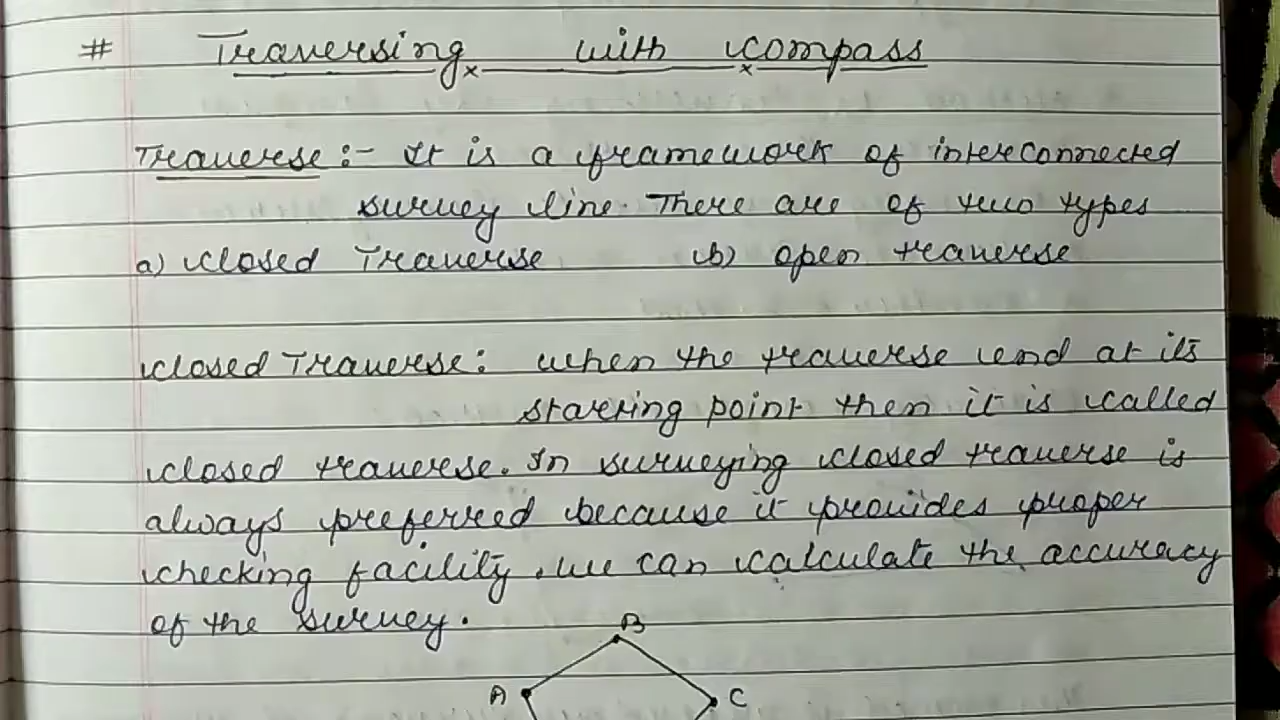 # Traversing with compass
Traverse :- It is a framework of interconnected
survey line. There are of two types
a) closed Traverse b) open traverse
closed Traverse: when the traverse end at its
starting point then it is called
closed traverse. In surveying closed traverse is
always preferred because it provides proper
checking facility, we can calculate the accuracy
of the survey.
B
A C